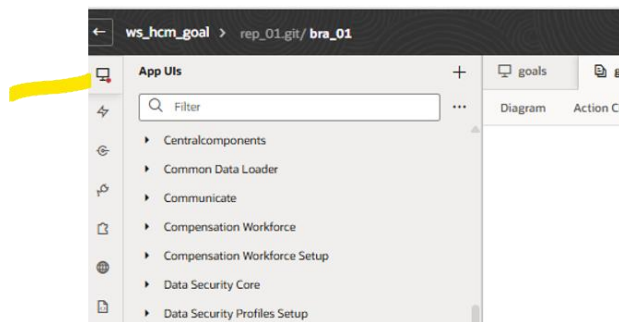 ws_hcm_goal > rep_01.git/ bra_01
App UIs
goals
Filter
Diagram
Action C
Centralcomponents
Common Data Loader
Communicate
Compensation Workforce
Compensation Workforce Setup
Data Security Core
Data Security Profiles Setup